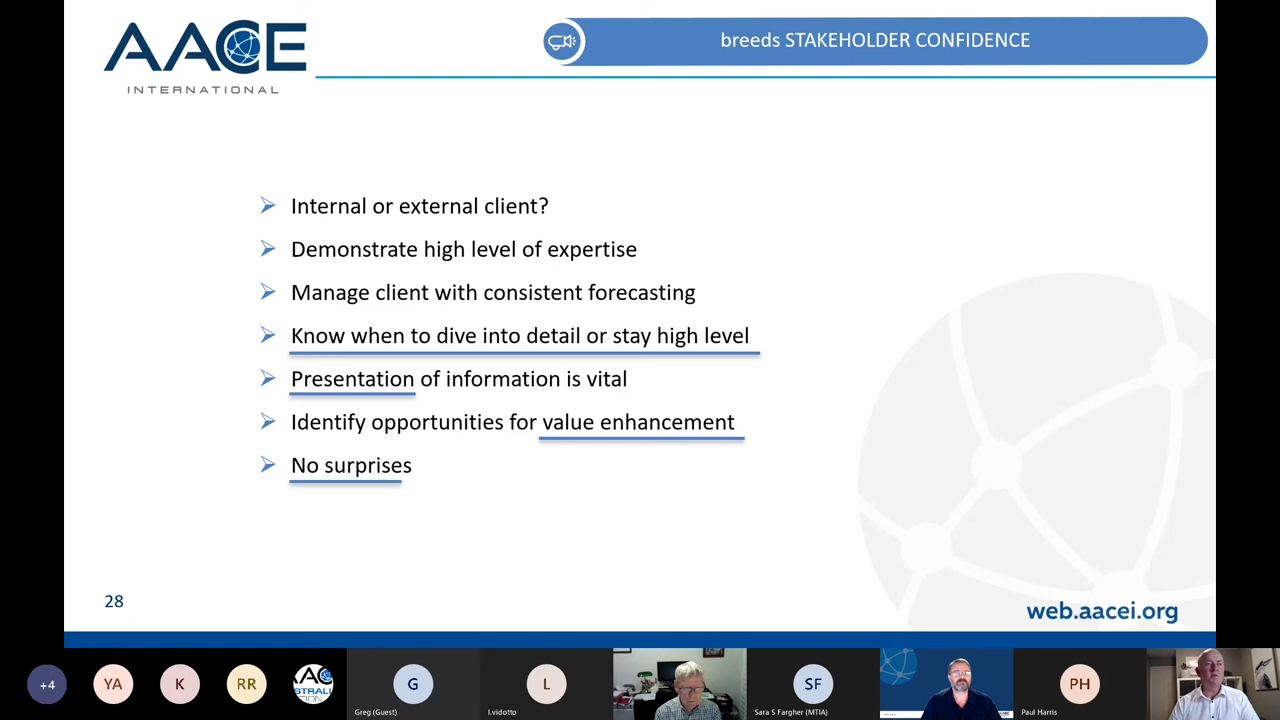 AACE
INTERNATIONAL
breeds STAKEHOLDER CONFIDENCE
Internal or external client?
Demonstrate high level of expertise
Manage client with consistent forecasting
Know when to dive into detail or stay high level
Presentation of information is vital
Identify opportunities for value enhancement
No surprises
28
web.aacei.org
+4
YA
K
RR
G
L
SF
PH
Greg (Guest)
l.vidotto
Sara S Fargher (MTIA)
Paul Harris